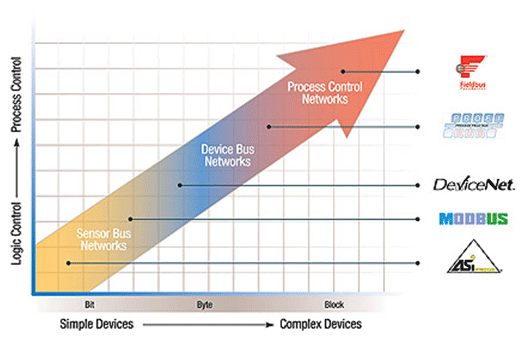 Process Control
Logic Control
Process Control
Networks
Device Bus
Networks
Sensor Bus
Networks
Fieldbus
DeviceNet.
MODBUS
ASi
Bit
Byte
Block
Simple Devices
Complex Devices